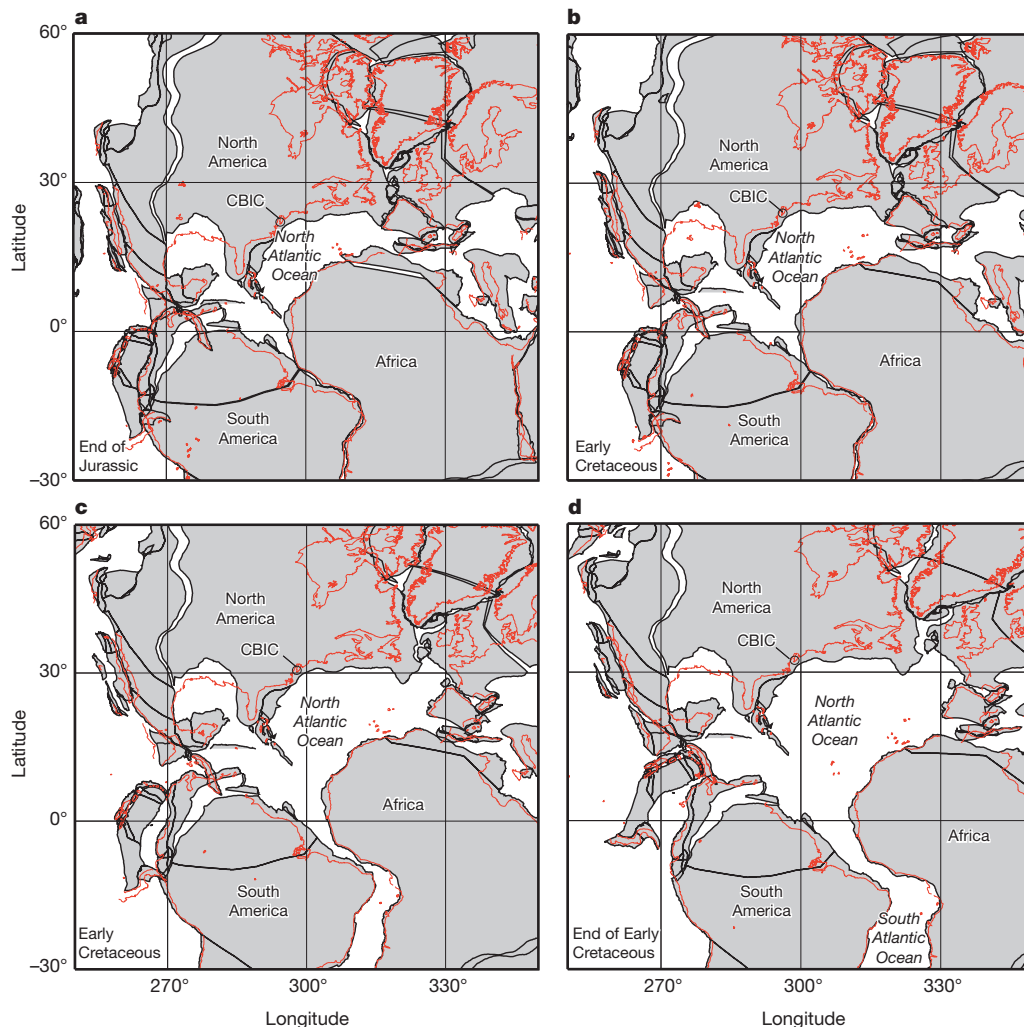 a
60°
30°
0°
–30°
Latitude
North
America
CBIC
North
Atlantic
Ocean
Africa
South
America
End of
Jurassic
b
North
America
CBIC
North
Atlantic
Ocean
Africa
South
America
Early
Cretaceous
c
60°
30°
0°
–30°
Latitude
North
America
CBIC
North
Atlantic
Ocean
Africa
South
America
Early
Cretaceous
270°
300°
330°
Longitude
d
North
America
CBIC
North
Atlantic
Ocean
Africa
South
America
South
Atlantic
Ocean
End of Early
Cretaceous
270°
300°
330°
Longitude